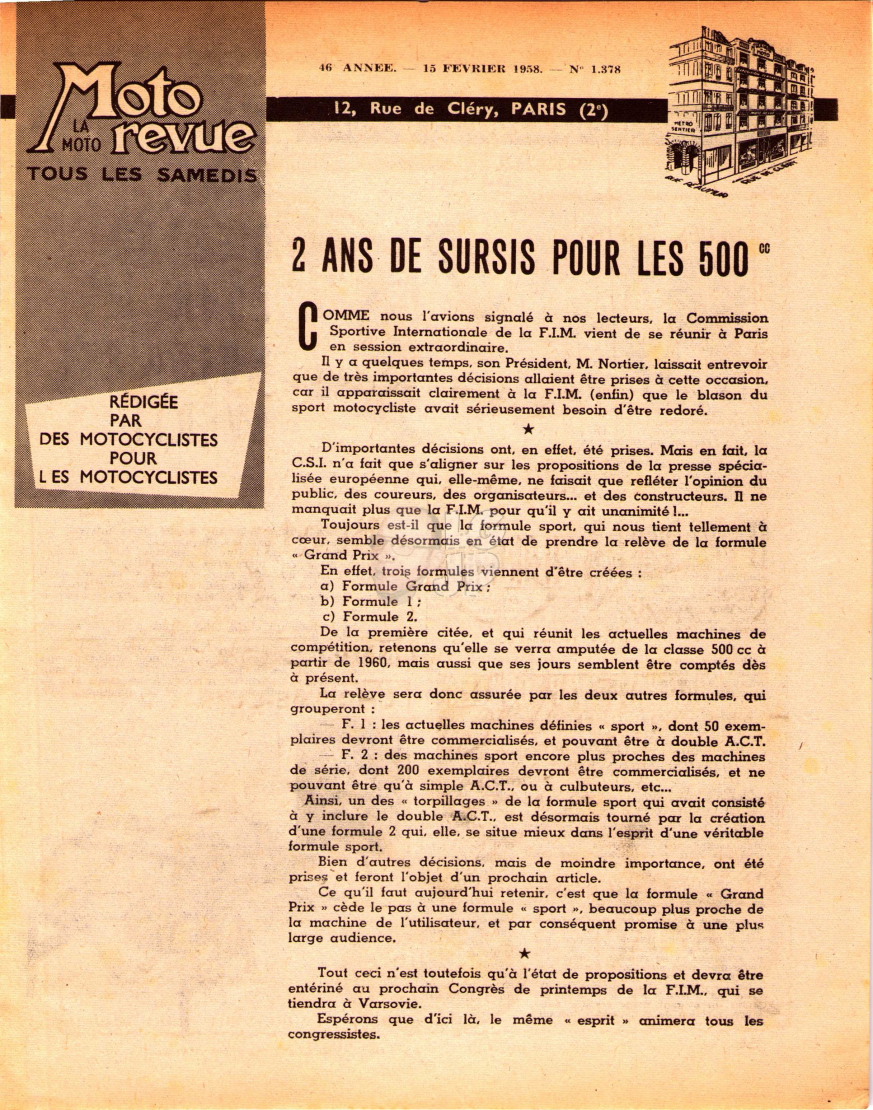 46 ANNEE. — 15 FEVRIER 1958. — N° 1.378
Moto
LA
MOTO revue
TOUS LES SAMEDIS
12, Rue de Cléry, PARIS (2e)
METRO
SENTIER
RUE REAUMUR
RUE DE CLERY
RÉDIGÉE
PAR
DES MOTOCYCLISTES
POUR
LES MOTOCYCLISTES
2 ANS DE SURSIS POUR LES 500 cc
COMME nous l'avions signalé à nos lecteurs, la Commission
Sportive Internationale de la F.I.M. vient de se réunir à Paris
en session extraordinaire.
Il y a quelques temps, son Président, M. Nortier, laissait entrevoir
que de très importantes décisions allaient être prises à cette occasion,
car il apparaissait clairement à la F.I.M. (enfin) que le blason du
sport motocycliste avait sérieusement besoin d'être redoré.
★
D'importantes décisions ont, en effet, été prises. Mais en fait, la
C.S.I. n'a fait que s'aligner sur les propositions de la presse spécia-
lisée européenne qui, elle-même, ne faisait que refléter l'opinion du
public, des coureurs, des organisateurs... et des constructeurs. Il ne
manquait plus que la F.I.M. pour qu'il y ait unanimité !...
Toujours est-il que la formule sport, qui nous tient tellement à
cœur, semble désormais en état de prendre la relève de la formule
« Grand Prix ».
En effet, trois formules viennent d'être créées :
a) Formule Grand Prix ;
b) Formule 1 ;
c) Formule 2.
De la première citée, et qui réunit les actuelles machines de
compétition, retenons qu'elle se verra amputée de la classe 500 cc à
partir de 1960, mais aussi que ses jours semblent être comptés dès
à présent.
La relève sera donc assurée par les deux autres formules, qui
grouperont :
— F. 1 : les actuelles machines définies « sport », dont 50 exem-
plaires devront être commercialisés, et pouvant être à double A.C.T.
— F. 2 : des machines sport encore plus proches des machines
de série, dont 200 exemplaires devront être commercialisés, et ne
pouvant être qu'à simple A.C.T., ou à culbuteurs, etc...
Ainsi, un des « torpillages » de la formule sport qui avait consisté
à y inclure le double A.C.T., est désormais tourné par la création
d'une formule 2 qui, elle, se situe mieux dans l'esprit d'une véritable
formule sport.
Bien d'autres décisions, mais de moindre importance, ont été
prises et feront l'objet d'un prochain article.
Ce qu'il faut aujourd'hui retenir, c'est que la formule « Grand
Prix » cède le pas à une formule « sport », beaucoup plus proche de
la machine de l'utilisateur, et par conséquent promise à une plus
large audience.
★
Tout ceci n'est toutefois qu'à l'état de propositions et devra être
entériné au prochain Congrès de printemps de la F.I.M., qui se
tiendra à Varsovie.
Espérons que d'ici là, le même « esprit » animera tous les
congressistes.